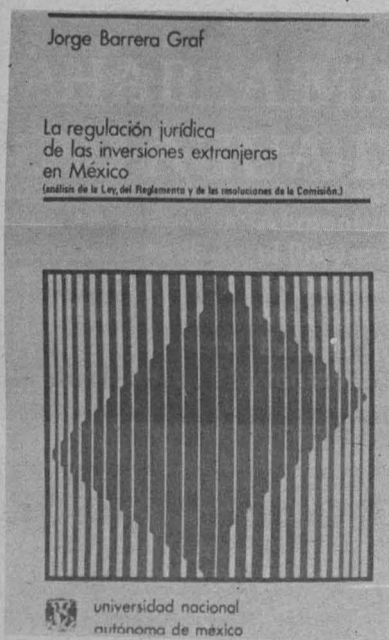 Jorge Barrera Graf
La regulación jurídica
de las inversiones extranjeras
en México
(análisis de la Ley, del Reglamento y de las resoluciones de la Comisión.)
universidad nacional
autónoma de méxico